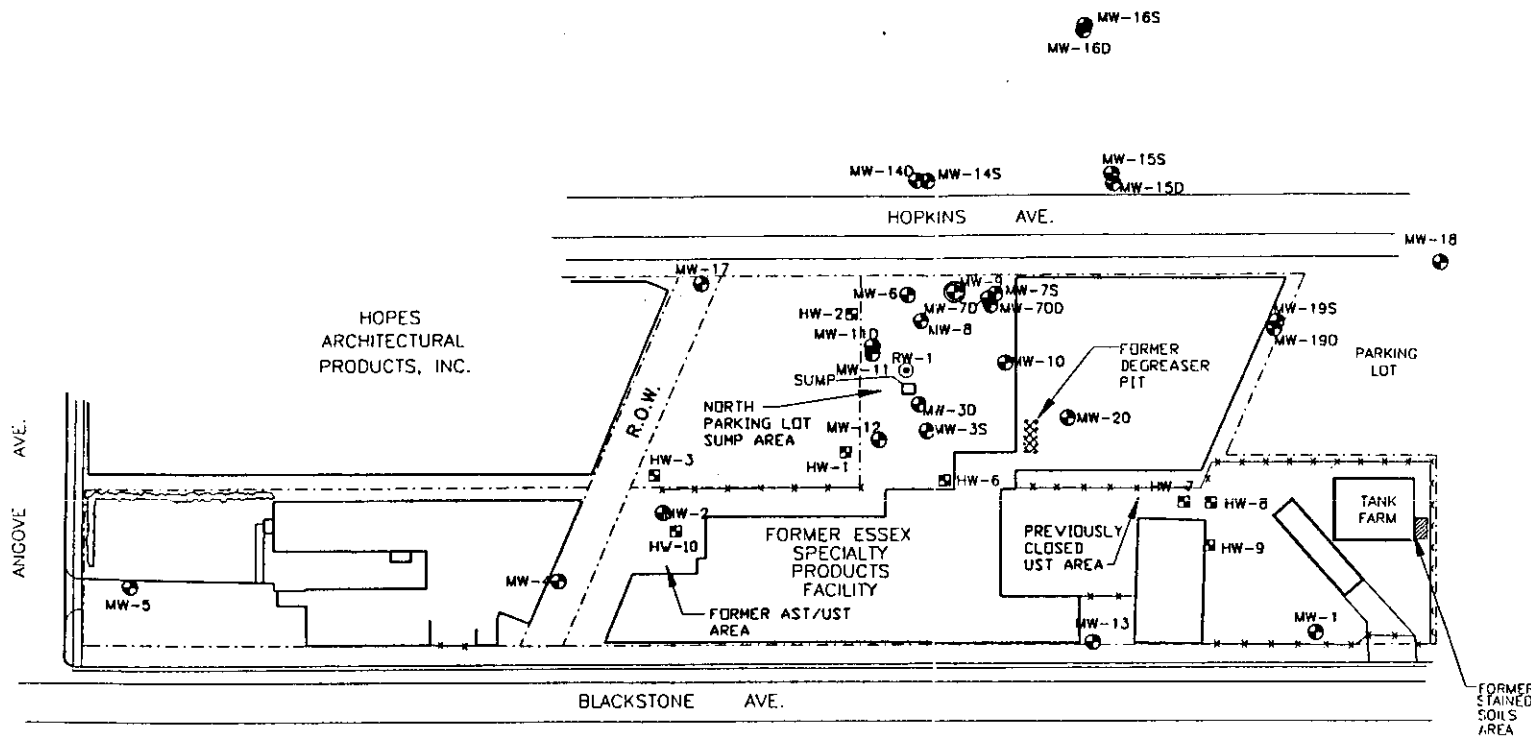 MW-16S
MW-16D
MW-14D
MW-14S
MW-15S
MW-15D
HOPKINS AVE.
MW-18
MW-17
MW-6
MW-9
MW-7S
MW-7D
MW-7DD
HW-2
MW-8
MW-19S
MW-19D
HOPES
ARCHITECTURAL
PRODUCTS, INC.
MW-11D
MW-11
RW-1
MW-10
FORMER
DEGREASER
PIT
PARKING
LOT
SUMP
NORTH
PARKING LOT
SUMP AREA
MW-3D
MW-12
MW-3S
MW-20
R.O.W.
ANGOVE AVE.
HW-3
HW-1
HW-6
HW-7
HW-8
TANK
FARM
MW-2
HW-10
FORMER ESSEX
SPECIALTY
PRODUCTS
FACILITY
PREVIOUSLY
CLOSED
UST AREA
HW-9
MW-4
MW-5
FORMER AST/UST
AREA
MW-13
MW-1
BLACKSTONE AVE.
FORMER
STAINED
SOILS
AREA